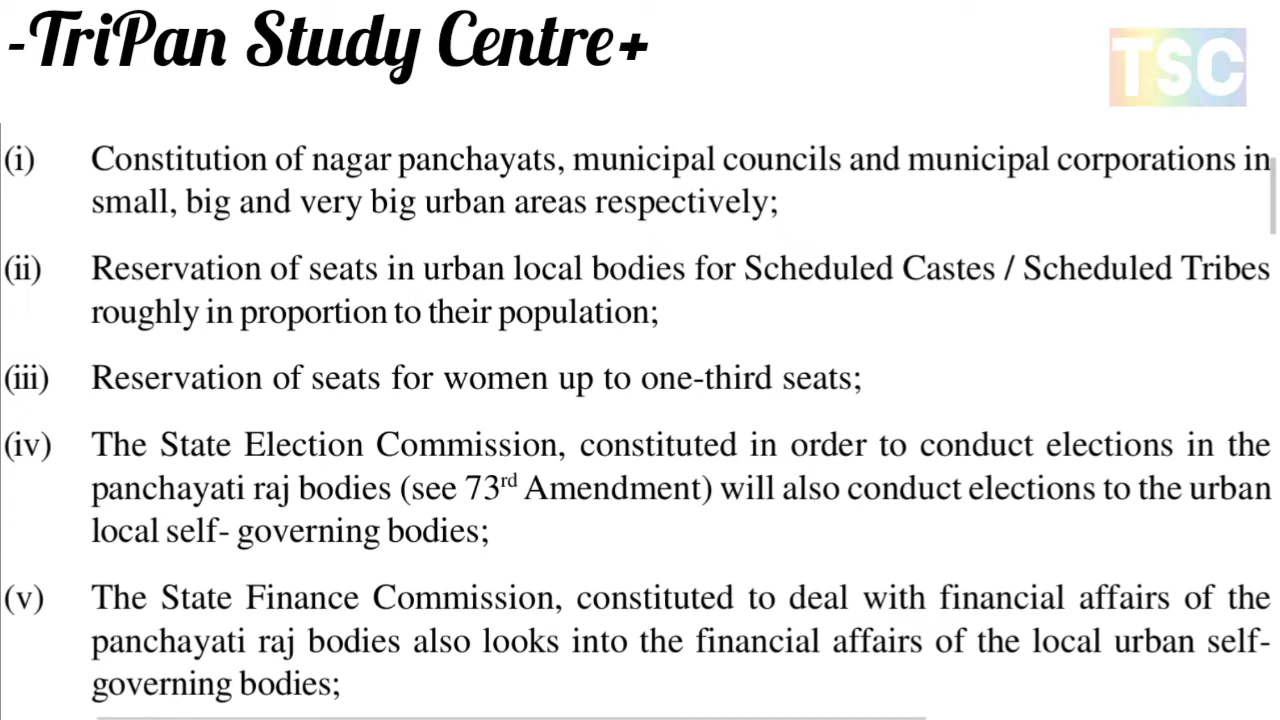 -TriPan Study Centre+
TSC
(i) Constitution of nagar panchayats, municipal councils and municipal corporations in
small, big and very big urban areas respectively;
(ii) Reservation of seats in urban local bodies for Scheduled Castes / Scheduled Tribes
roughly in proportion to their population;
(iii) Reservation of seats for women up to one-third seats;
(iv) The State Election Commission, constituted in order to conduct elections in the
panchayati raj bodies (see 73rd Amendment) will also conduct elections to the urban
local self- governing bodies;
(v) The State Finance Commission, constituted to deal with financial affairs of the
panchayati raj bodies also looks into the financial affairs of the local urban self-
governing bodies;